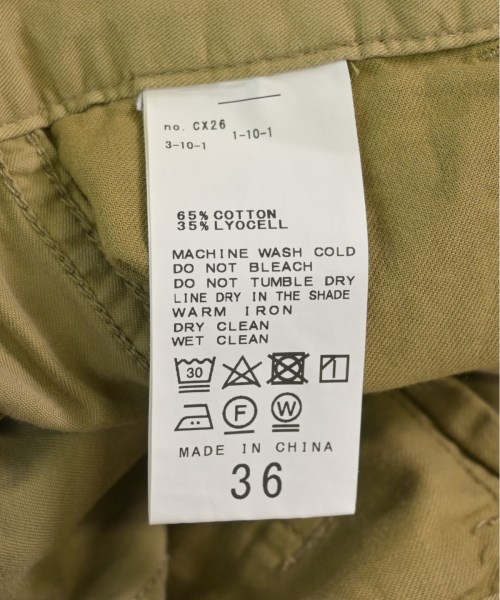 no. CX26
3-10-1 1-10-1
65% COTTON
35% LYOCELL
MACHINE WASH COLD
DO NOT BLEACH
DO NOT TUMBLE DRY
LINE DRY IN THE SHADE
WARM IRON
DRY CLEAN
WET CLEAN
30
F W
MADE IN CHINA
36